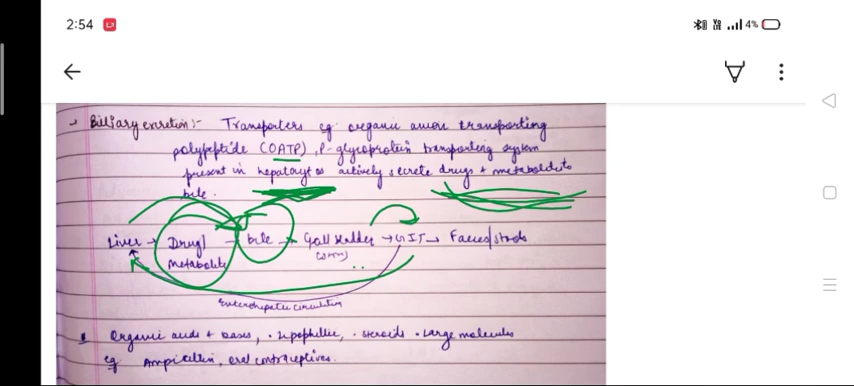 2:54
4%
Billiary excretion:- Transporters eg. organic anion transporting
polypeptide (OATP), P-glycoprotein transporting system
present in hepatocytes actively secrete drugs + metabolites to
bile.
Liver → Drug/ → bile → Gall bladder → GIT → Faeces/stools
metabolite
Enterohepatic circulation
Organic acids + bases, · Lipophillic, · steroids · Large molecules
eg Ampicillin, oral contraceptives.